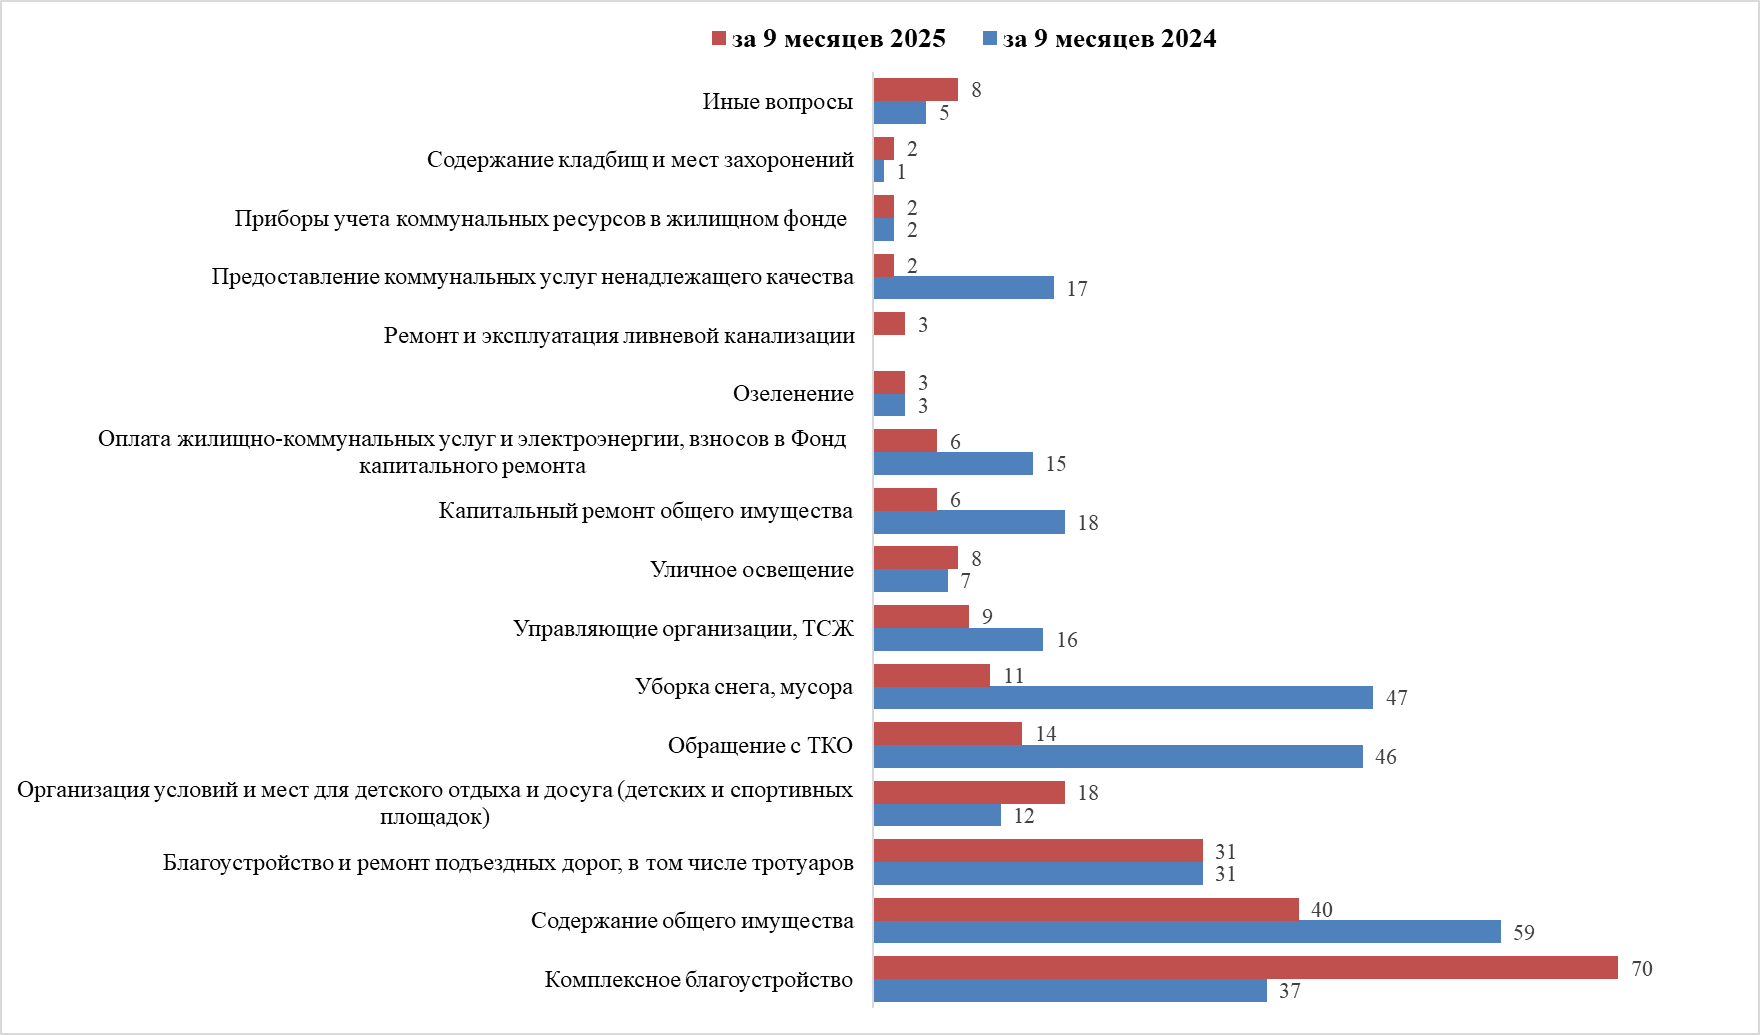 за 9 месяцев 2025 за 9 месяцев 2024
Иные вопросы
8
5
Содержание кладбищ и мест захоронений
2
1
Приборы учета коммунальных ресурсов в жилищном фонде
2
2
Предоставление коммунальных услуг ненадлежащего качества
2
17
Ремонт и эксплуатация ливневой канализации
3
Озеленение
3
3
Оплата жилищно-коммунальных услуг и электроэнергии, взносов в Фонд
капитального ремонта
6
15
Капитальный ремонт общего имущества
6
18
Уличное освещение
8
7
Управляющие организации, ТСЖ
9
16
Уборка снега, мусора
11
47
Обращение с ТКО
14
46
Организация условий и мест для детского отдыха и досуга (детских и спортивных
площадок)
18
12
Благоустройство и ремонт подъездных дорог, в том числе тротуаров
31
31
Содержание общего имущества
40
59
Комплексное благоустройство
70
37